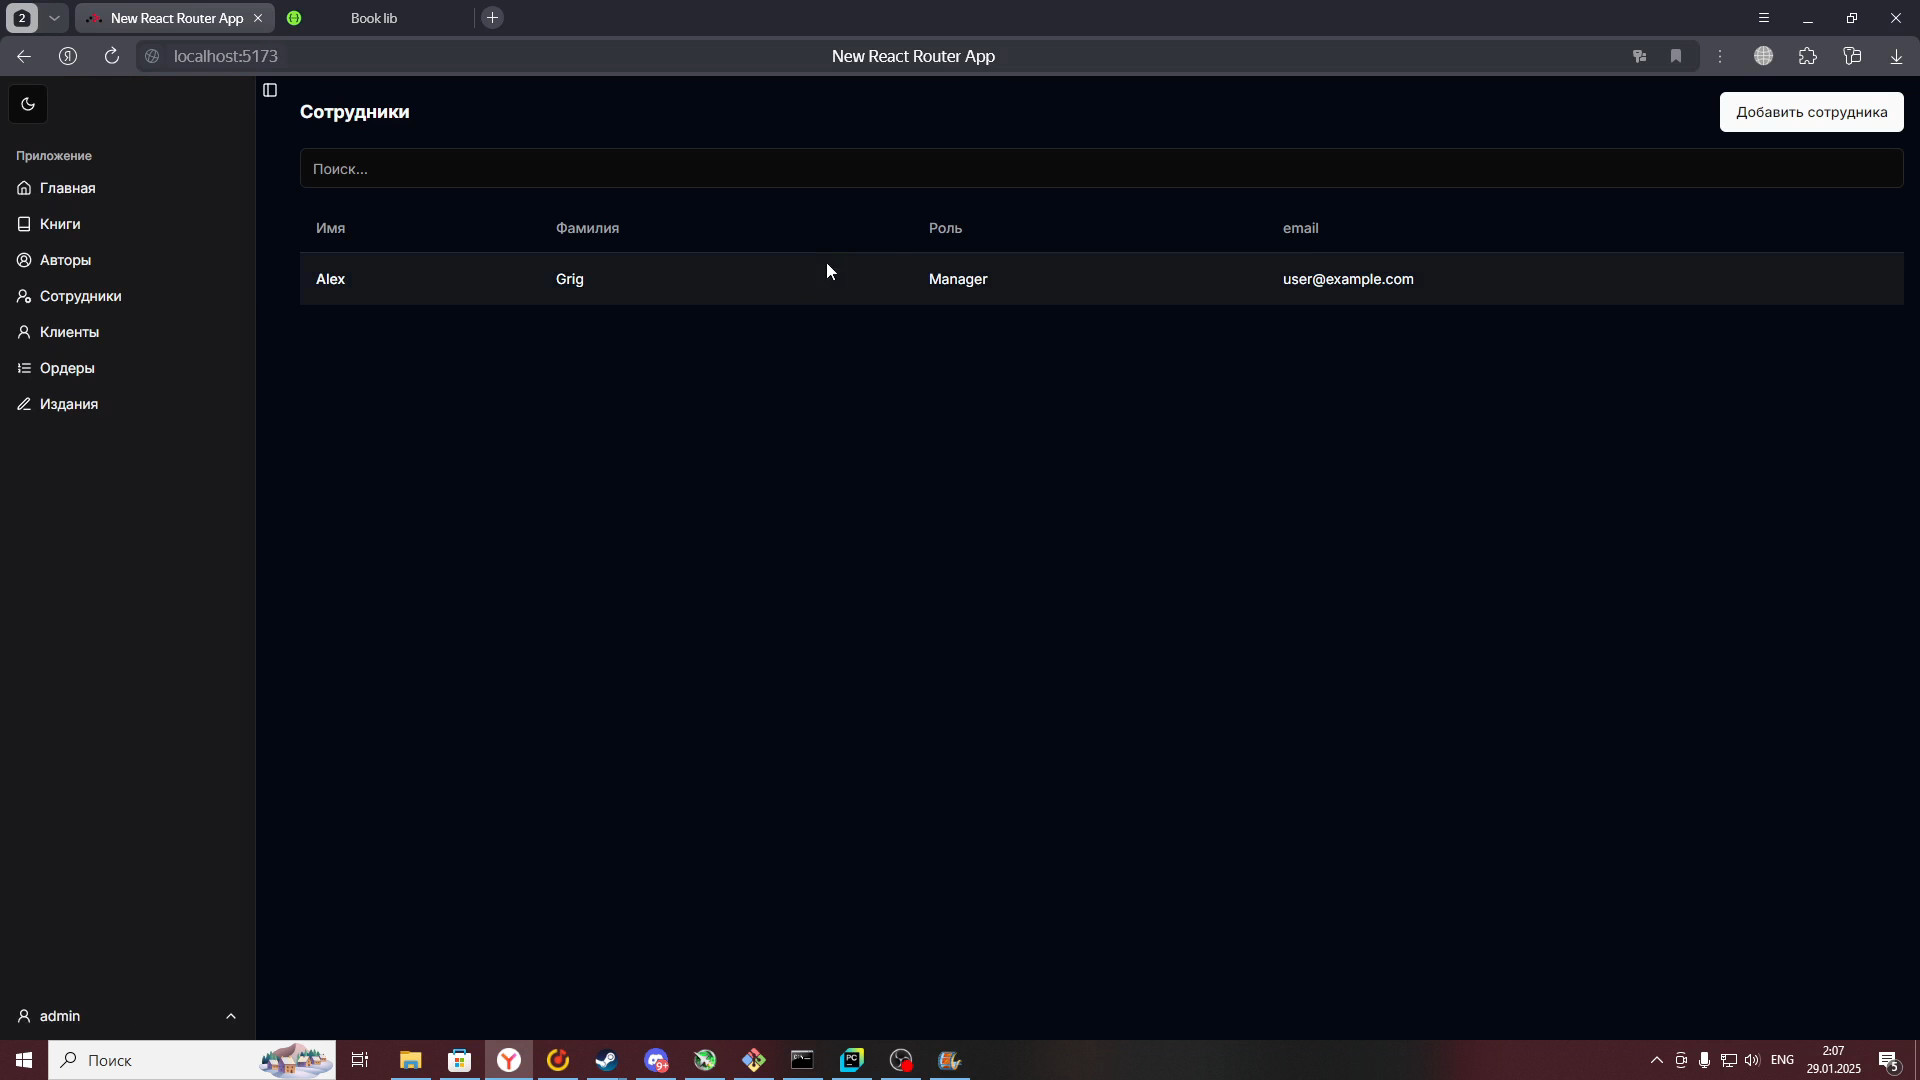 2
New React Router App
Book lib
Я
localhost:5173
New React Router App
Сотрудники
Добавить сотрудника
Приложение
Главная
Книги
Авторы
Сотрудники
Клиенты
Ордеры
Издания
Поиск...
Имя Фамилия Роль email
Alex Grig Manager user@example.com
admin
Поиск
Y
9+
PC
ENG
2:07
29.01.2025
5